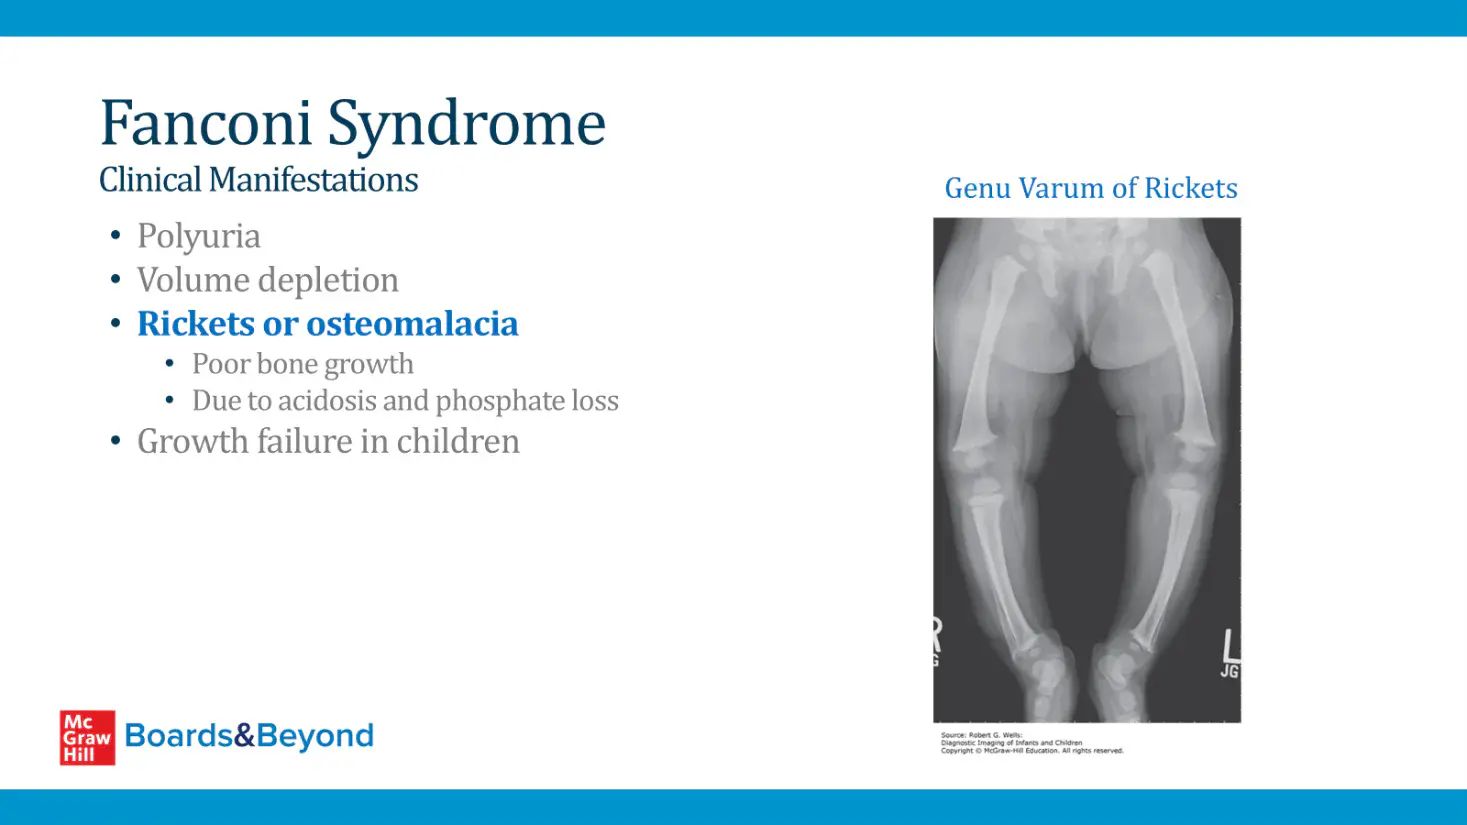 Fanconi Syndrome
Clinical Manifestations
• Polyuria
• Volume depletion
• Rickets or osteomalacia
• Poor bone growth
• Due to acidosis and phosphate loss
• Growth failure in children
Genu Varum of Rickets
R
G
L
JG
Source: Robert G. Wells:
Diagnostic Imaging of Infants and Children
Copyright © McGraw-Hill Education. All rights reserved.
Mc
Graw
Hill
Boards&Beyond